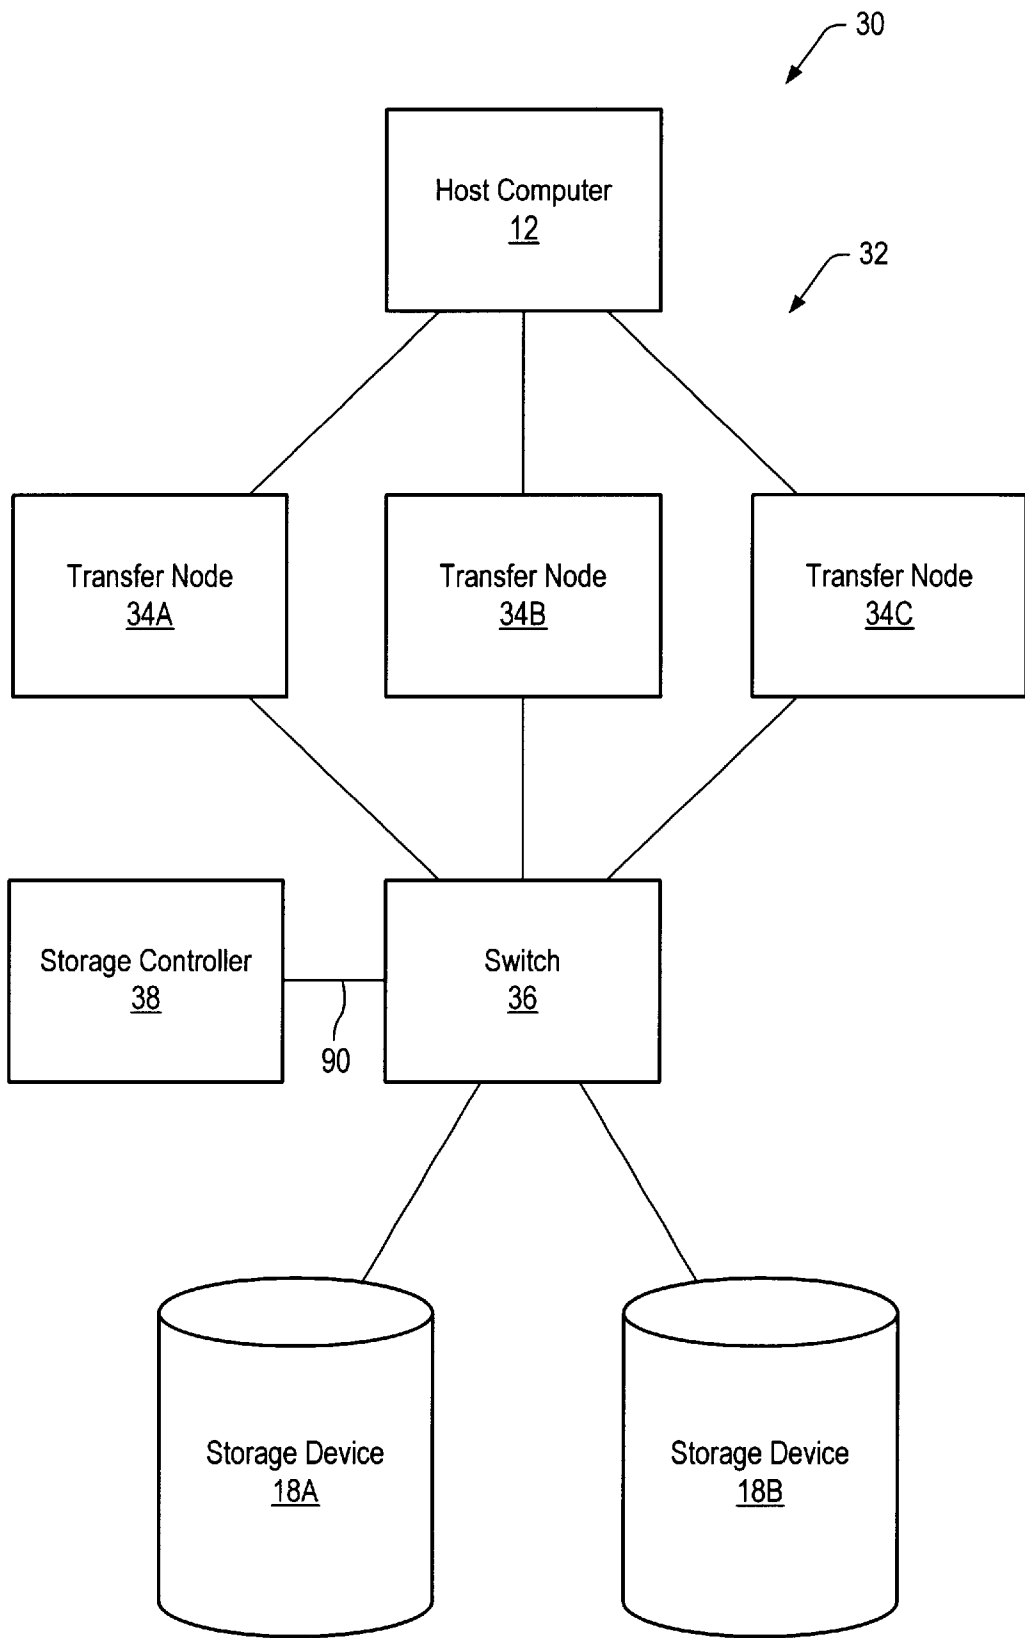 30
Host Computer
12
32
Transfer Node
34A
Transfer Node
34B
Transfer Node
34C
Storage Controller
38
90
Switch
36
Storage Device
18A
Storage Device
18B